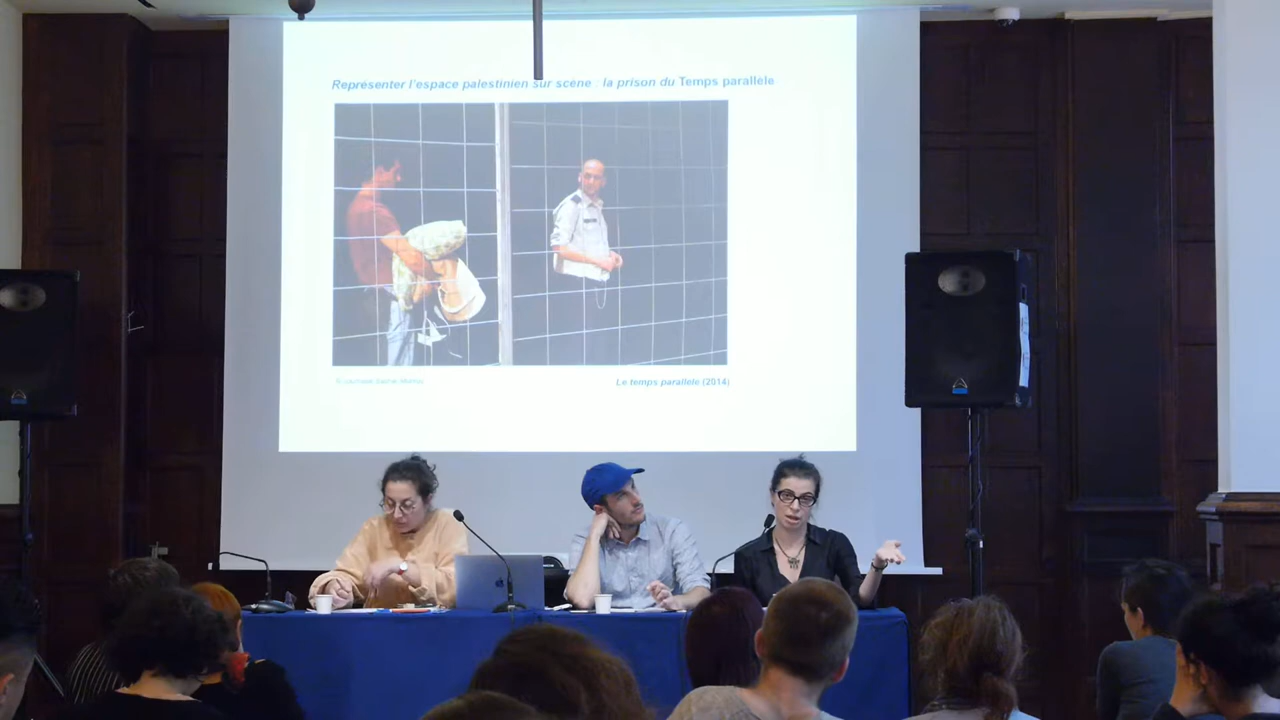 Représenter l'espace palestinien sur scène : la prison du Temps parallèle
Le temps parallèle (2014)